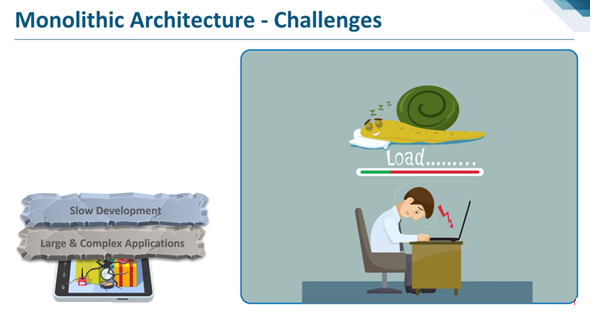 Monolithic Architecture - Challenges
z z z
Load.........
Slow Development
Large & Complex Applications